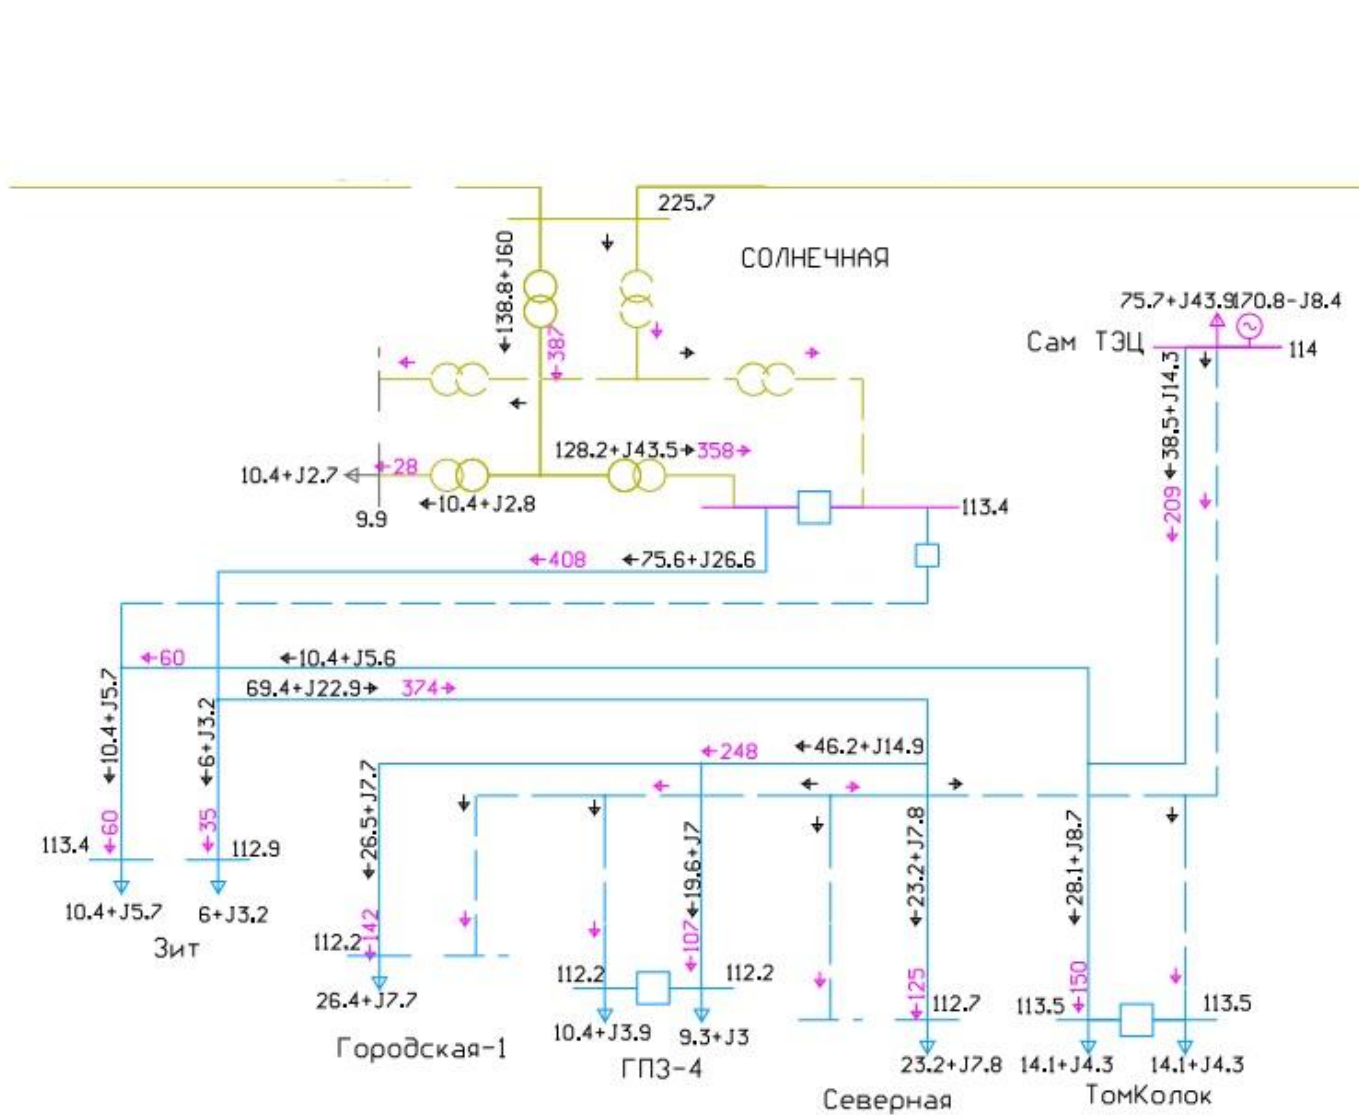 225.7
СОЛНЕЧНАЯ
138.8+J60
387
75.7+J43.9
170.8-J8.4
Сам ТЭЦ
114
38.5+J14.3
209
128.2+J43.5
358
10.4+J2.7
28
10.4+J2.8
9.9
113.4
408
75.6+J26.6
60
10.4+J5.6
69.4+J22.9
374
10.4+J5.7
6+J3.2
248
46.2+J14.9
26.5+J7.7
19.6+J7
23.2+J7.8
28.1+J8.7
60
35
113.4
112.9
10.4+J5.7
6+J3.2
Зит
142
107
125
150
112.2
112.2
112.2
112.7
113.5
113.5
26.4+J7.7
10.4+J3.9
9.3+J3
23.2+J7.8
14.1+J4.3
14.1+J4.3
Городская-1
ГПЗ-4
Северная
ТомКолок